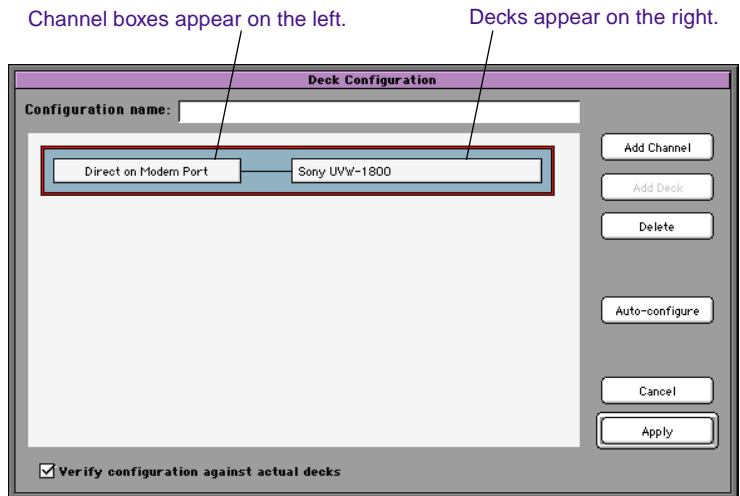 Channel boxes appear on the left.
Decks appear on the right.
Deck Configuration
Configuration name:
Direct on Modem Port
Sony UVW-1800
Add Channel
Add Deck
Delete
Auto-configure
Cancel
Apply
Verify configuration against actual decks